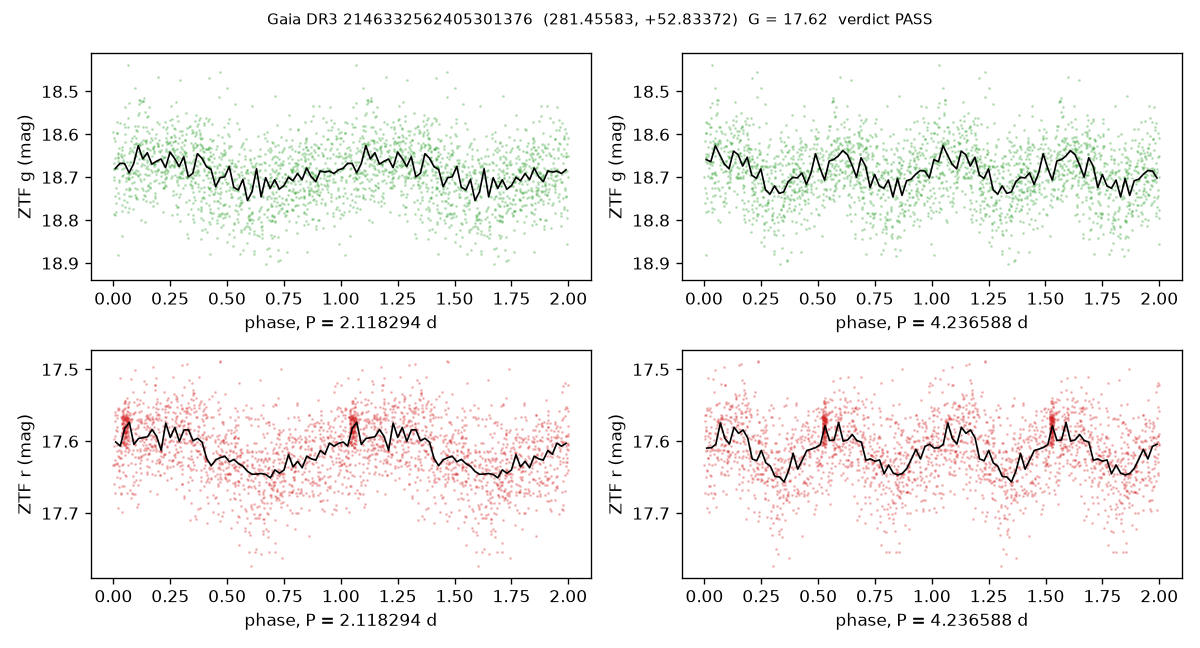 Gaia DR3 2146332562405301376  (281.45583, +52.83372)  G = 17.62  verdict PASS
ZTF g (mag)
18.5
18.6
18.7
18.8
18.9
0.00 0.25 0.50 0.75 1.00 1.25 1.50 1.75 2.00
phase, P = 2.118294 d
ZTF g (mag)
18.5
18.6
18.7
18.8
18.9
0.00 0.25 0.50 0.75 1.00 1.25 1.50 1.75 2.00
phase, P = 4.236588 d
ZTF r (mag)
17.5
17.6
17.7
0.00 0.25 0.50 0.75 1.00 1.25 1.50 1.75 2.00
phase, P = 2.118294 d
ZTF r (mag)
17.5
17.6
17.7
0.00 0.25 0.50 0.75 1.00 1.25 1.50 1.75 2.00
phase, P = 4.236588 d